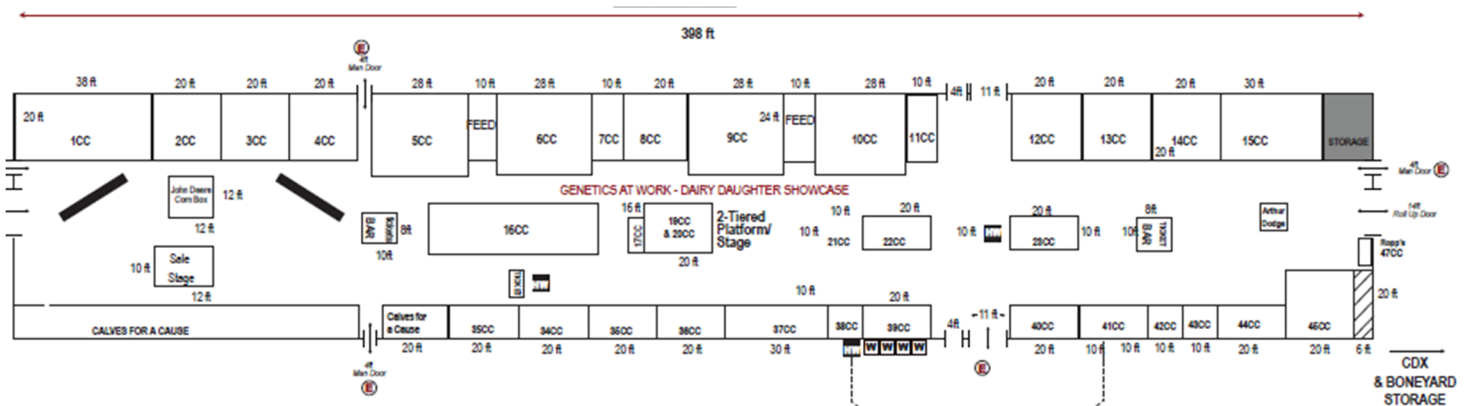 398 ft
E
4ft
Man Door
38 ft
20 ft
20 ft
20 ft
28 ft
10 ft
28 ft
10 ft
20 ft
28 ft
10 ft
28 ft
10 ft
4ft
11 ft
20 ft
20 ft
20 ft
30 ft
20 ft
1CC
2CC
3CC
4CC
5CC
FEED
6CC
7CC
8CC
9CC
24 ft
FEED
10CC
11CC
12CC
13CC
14CC
20 ft
15CC
STORAGE
4ft
Man Door
E
GENETICS AT WORK - DAIRY DAUGHTER SHOWCASE
John Deere
Corn Box
12 ft
12 ft
BAR
8ft
10ft
16CC
16 ft
17CC
19CC
& 20CC
20 ft
2-Tiered
Platform/
Stage
10 ft
10 ft
21CC
20 ft
22CC
10 ft
20 ft
10 ft
8ft
10ft
TICKET
BAR
Arthur
Dodge
14ft
Roll Up Door
Rapp's
47CC
Sale
Stage
10 ft
12 ft
10 ft
20 ft
20 ft
CALVES FOR A CAUSE
Calves for
a Cause
34CC
37CC
38CC
39CC
4ft
11 ft
40CC
41CC
42CC
43CC
44CC
20 ft
20 ft
20 ft
20 ft
20 ft
30 ft
W W W W
20 ft
10 ft
10 ft
10 ft
10 ft
20 ft
20 ft
6 ft
4ft
Man Door
E
E
CDX
& BONEYARD
STORAGE